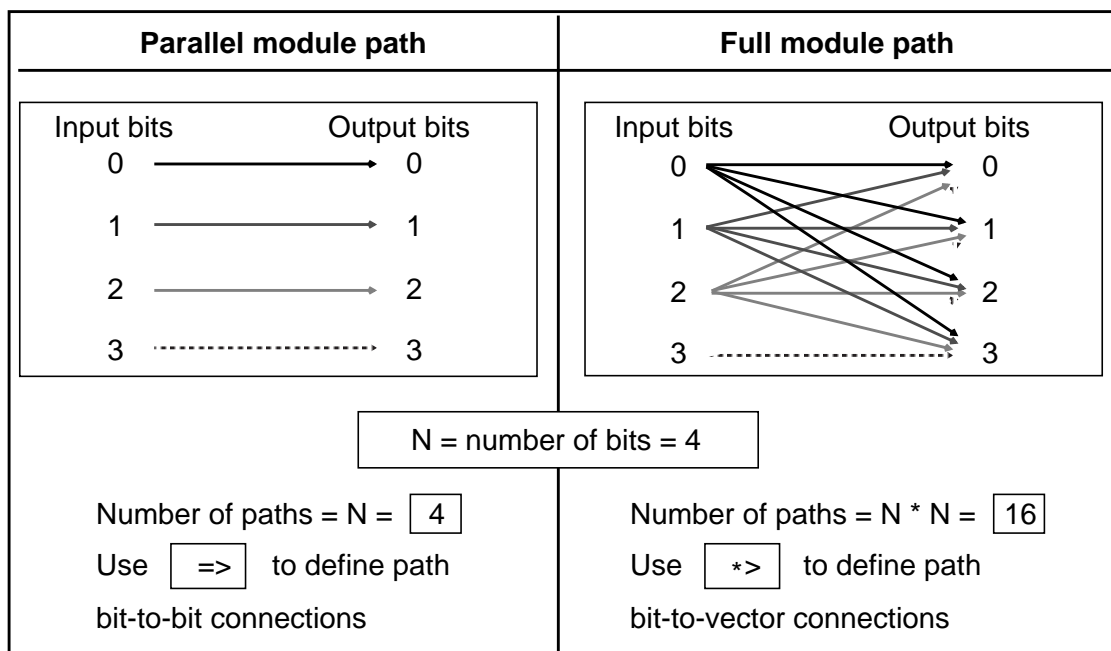 Parallel module path
Full module path
Input bits Output bits
0 0
1 1
2 2
3 3
Input bits Output bits
0 0
1 1
2 2
3 3
N = number of bits = 4
Number of paths = N = 4
Use => to define path
bit-to-bit connections
Number of paths = N * N = 16
Use *> to define path
bit-to-vector connections